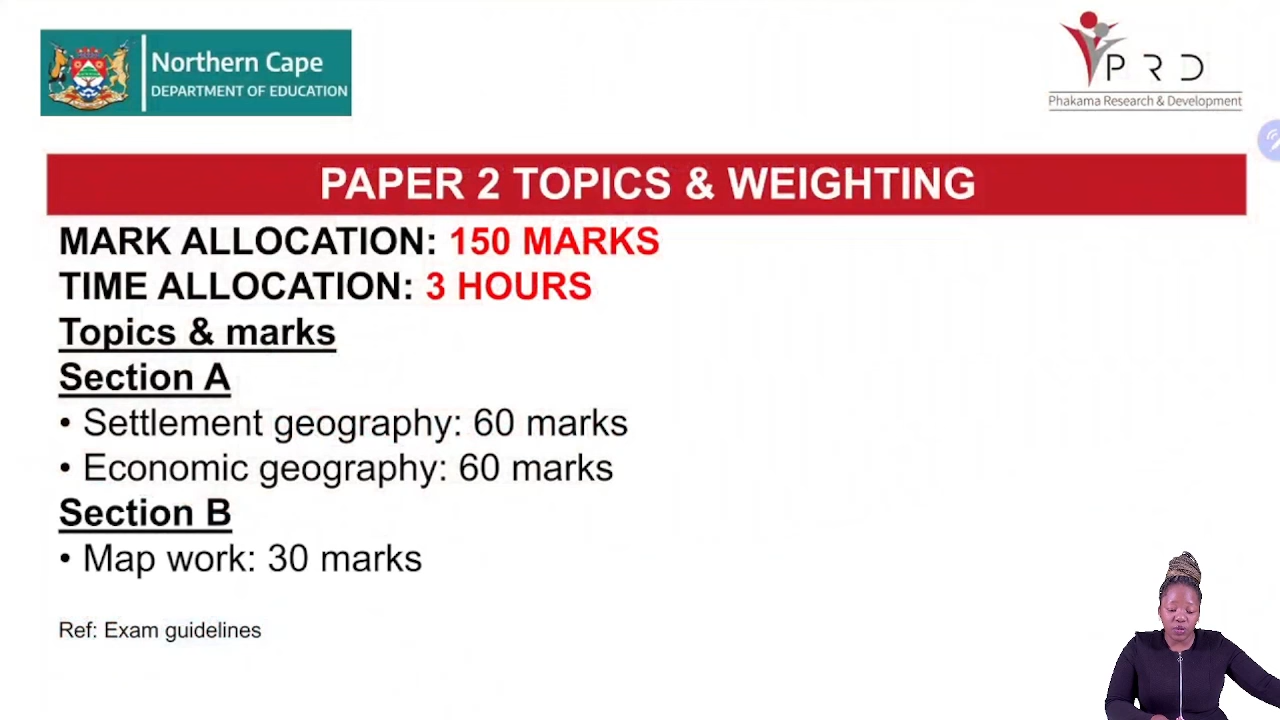 Northern Cape
DEPARTMENT OF EDUCATION
P R D
Phakama Research & Development
PAPER 2 TOPICS & WEIGHTING
MARK ALLOCATION: 150 MARKS
TIME ALLOCATION: 3 HOURS
Topics & marks
Section A
• Settlement geography: 60 marks
• Economic geography: 60 marks
Section B
• Map work: 30 marks
Ref: Exam guidelines